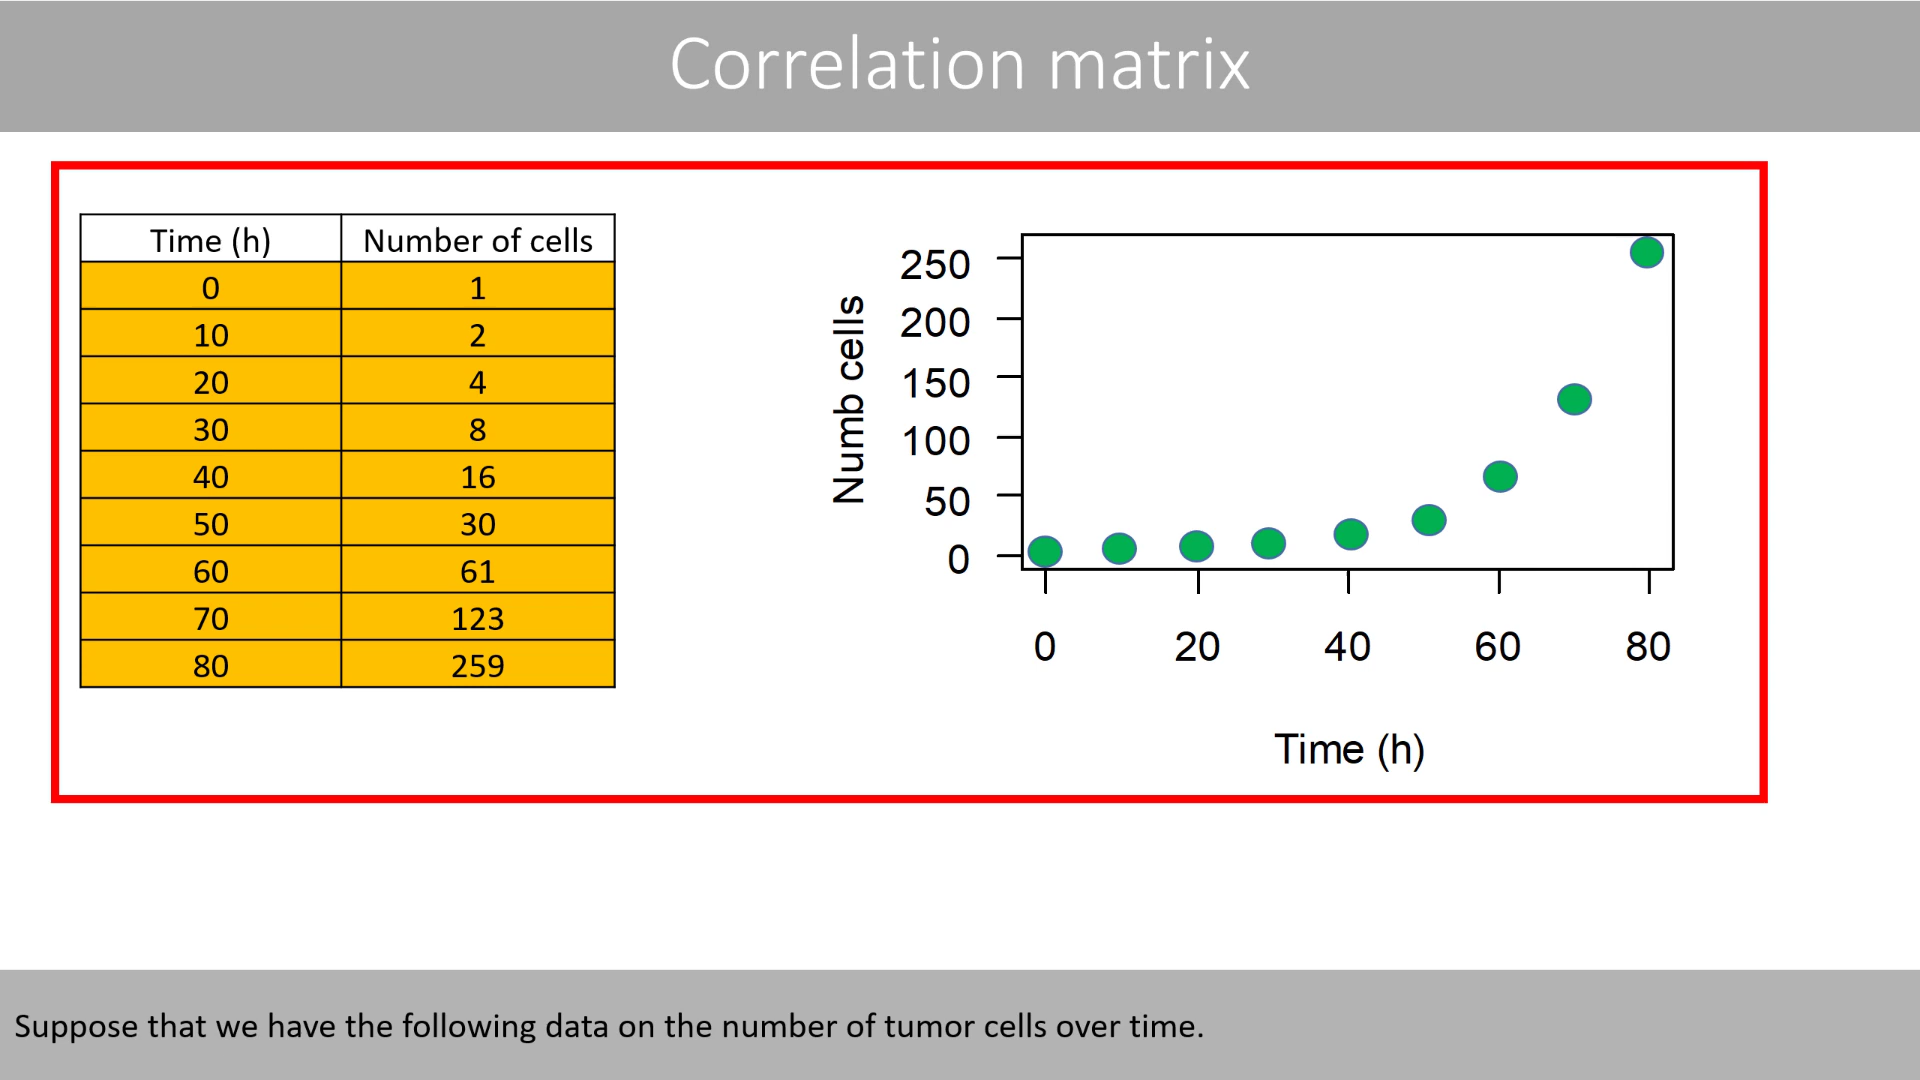 Correlation matrix
Time (h) Number of cells
0 1
10 2
20 4
30 8
40 16
50 30
60 61
70 123
80 259
Numb cells
250
200
150
100
50
0
0 20 40 60 80
Time (h)
Suppose that we have the following data on the number of tumor cells over time.